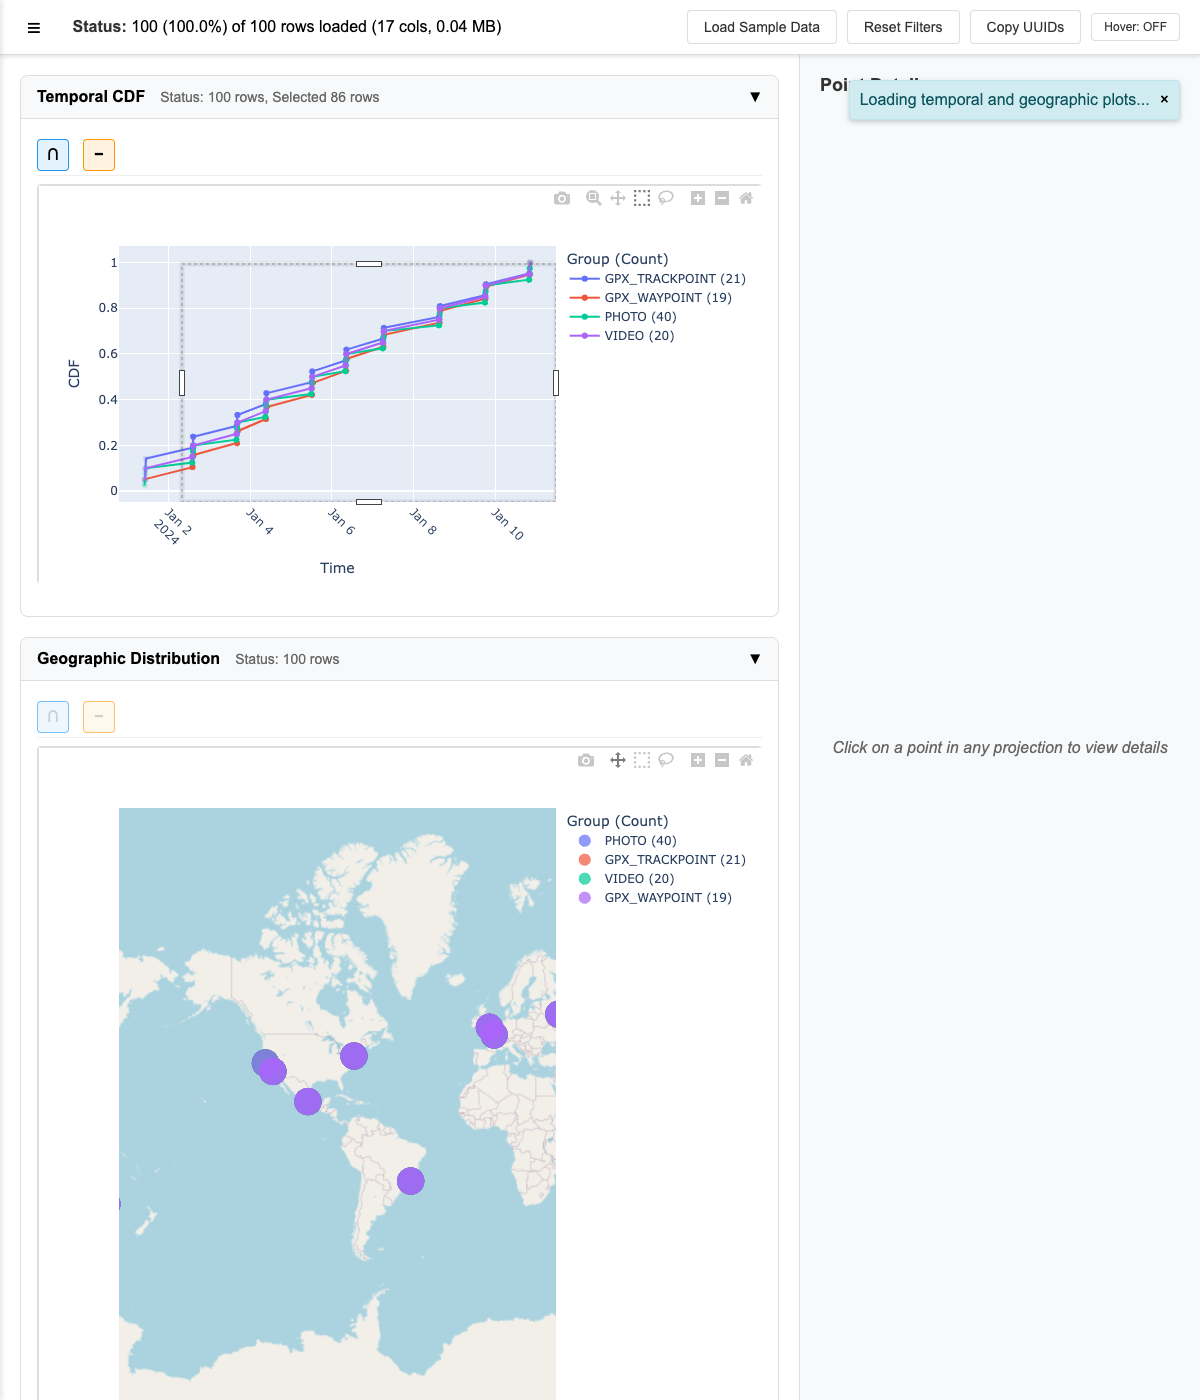 ≡
Status: 100 (100.0%) of 100 rows loaded (17 cols, 0.04 MB)
Load Sample Data
Reset Filters
Copy UUIDs
Hover: OFF
Temporal CDF
Status: 100 rows, Selected 86 rows
▼
∩
−
Group (Count)
GPX_TRACKPOINT (21)
GPX_WAYPOINT (19)
PHOTO (40)
VIDEO (20)
CDF
1
0.8
0.6
0.4
0.2
0
Jan 2
2024
Jan 4
Jan 6
Jan 8
Jan 10
Time
Geographic Distribution
Status: 100 rows
▼
∩
−
Group (Count)
PHOTO (40)
GPX_TRACKPOINT (21)
VIDEO (20)
GPX_WAYPOINT (19)
Loading temporal and geographic plots...
×
Click on a point in any projection to view details